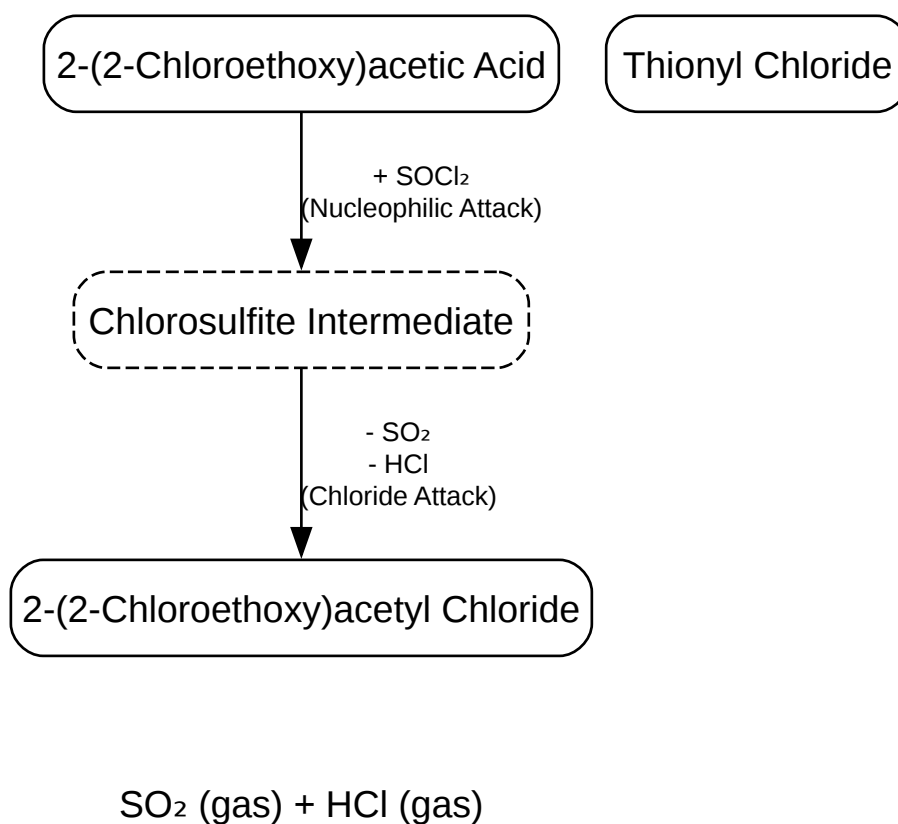 2-(2-Chloroethoxy)acetic Acid
Thionyl Chloride
+ SOCl₂
(Nucleophilic Attack)
Chlorosulfite Intermediate
- SO₂
- HCl
(Chloride Attack)
2-(2-Chloroethoxy)acetyl Chloride
SO₂ (gas) + HCl (gas)